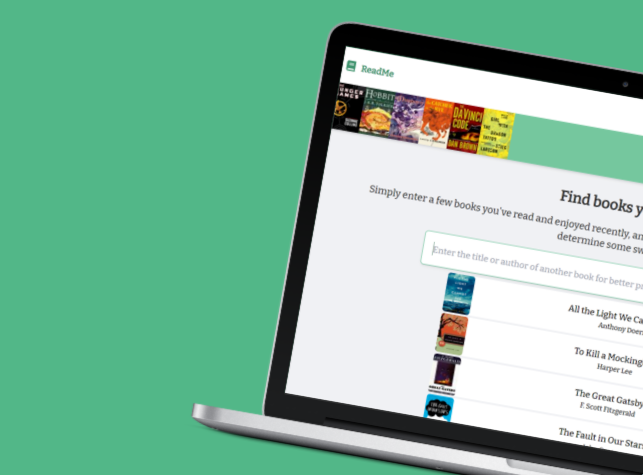 ReadMe
HUNGER
GAMES
HOBBIT
DA VINCI
CODE
DAN BROWN
Find books y
Simply enter a few books you've read and enjoyed recently, an
determine some sw
Enter the title or author of another book for better p
All the Light We Ca
Anthony Doer
To Kill a Mocking
Harper Lee
The Great Gatsby
F. Scott Fitzgerald
The Fault in Our Star